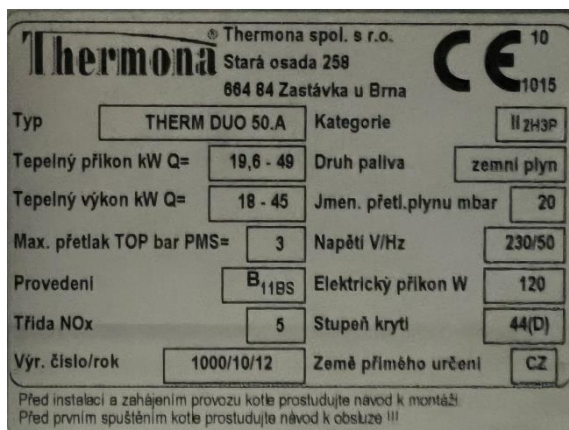 Thermona ® Thermona spol. s r.o.
Stará osada 258
664 84 Zastávka u Brna
CE 10
1015
Typ THERM DUO 50.A
Kategorie II 2H3P
Tepelný příkon kW Q= 19,6 - 49
Druh paliva zemní plyn
Tepelný výkon kW Q= 18 - 45
Jmen. přetl.plynu mbar 20
Max. přetlak TOP bar PMS= 3
Napětí V/Hz 230/50
Provedení B11BS
Elektrický příkon W 120
Třída NOx 5
Stupeň krytí 44(D)
Výr. číslo/rok 1000/10/12
Země přímého určení CZ
Před instalací a zahájením provozu kotle prostudujte návod k montáži.
Před prvním spuštěním kotle prostudujte návod k obsluze !!!